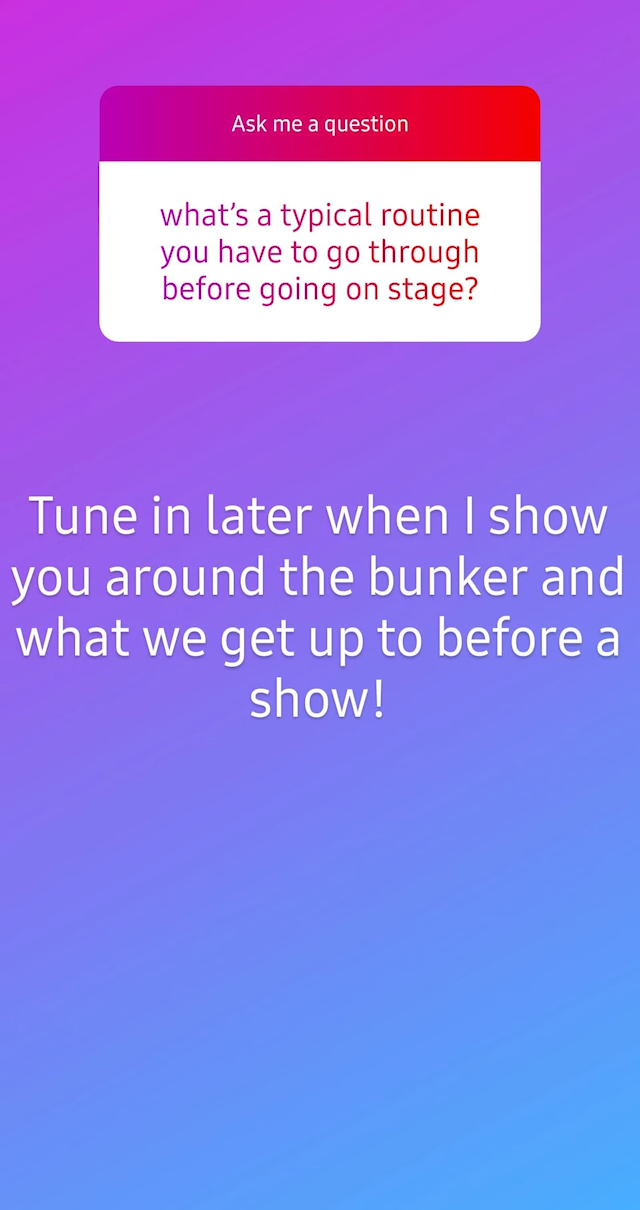 Ask me a question
what’s a typical routine
you have to go through
before going on stage?
Tune in later when I show
you around the bunker and
what we get up to before a
show!